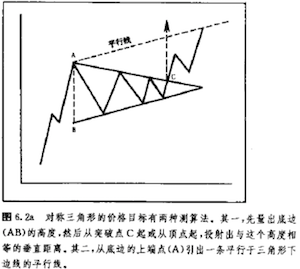 平行线
A
C
B
图 6.2a 对称三角形的价格目标有两种测算法。其一,先量出底边
(AB)的高度,然后从突破点 C 起或从顶点起,投射出与这个高度相
等的垂直距离。其二,从底边的上端点(A)引出一条平行于三角形下
边线的平行线。